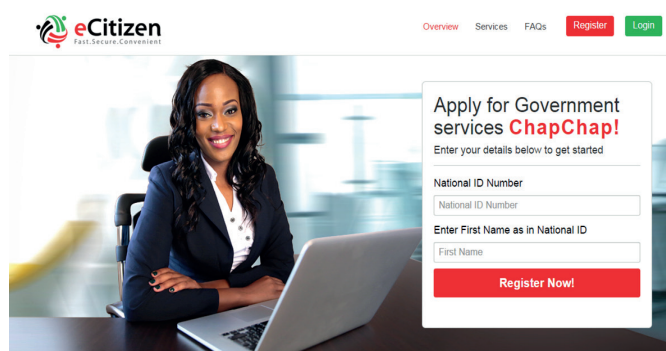 eCitizen
Fast.Secure.Convenient
Overview Services FAQs Register Login
Apply for Government
services ChapChap!
Enter your details below to get started
National ID Number
National ID Number
Enter First Name as in National ID
First Name
Register Now!